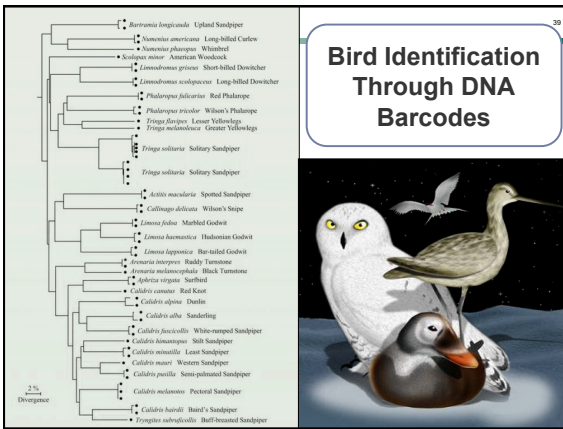 Bartramia longicauda Upland Sandpiper
Numenius americana Long-billed Curlew
Numenius phaeopus Whimbrel
Scolopax minor American Woodcock
Limnodromus griseus Short-billed Dowitcher
Limnodromus scolopaceus Long-billed Dowitcher
Phalaropus fulicarius Red Phalarope
Phalaropus tricolor Wilson's Phalarope
Tringa flavipes Lesser Yellowlegs
Tringa melanoleuca Greater Yellowlegs
Tringa solitaria Solitary Sandpiper
Tringa solitaria Solitary Sandpiper
Actitis macularia Spotted Sandpiper
Callinago delicata Wilson's Snipe
Limosa fedoa Marbled Godwit
Limosa haemastica Hudsonian Godwit
Limosa lapponica Bar-tailed Godwit
Arenaria interpres Ruddy Turnstone
Arenaria melanocephala Black Turnstone
Aphriza virgata Surfbird
Calidris canutus Red Knot
Calidris alpina Dunlin
Calidris alba Sanderling
Calidris fuscicollis White-rumped Sandpiper
Calidris himantopus Stilt Sandpiper
Calidris minutilla Least Sandpiper
Calidris mauri Western Sandpiper
Calidris pusilla Semi-palmated Sandpiper
Calidris melanotos Pectoral Sandpiper
Calidris bairdii Baird's Sandpiper
Tryngites subruficollis Buff-breasted Sandpiper
2 %
Divergence
39
Bird Identification
Through DNA
Barcodes